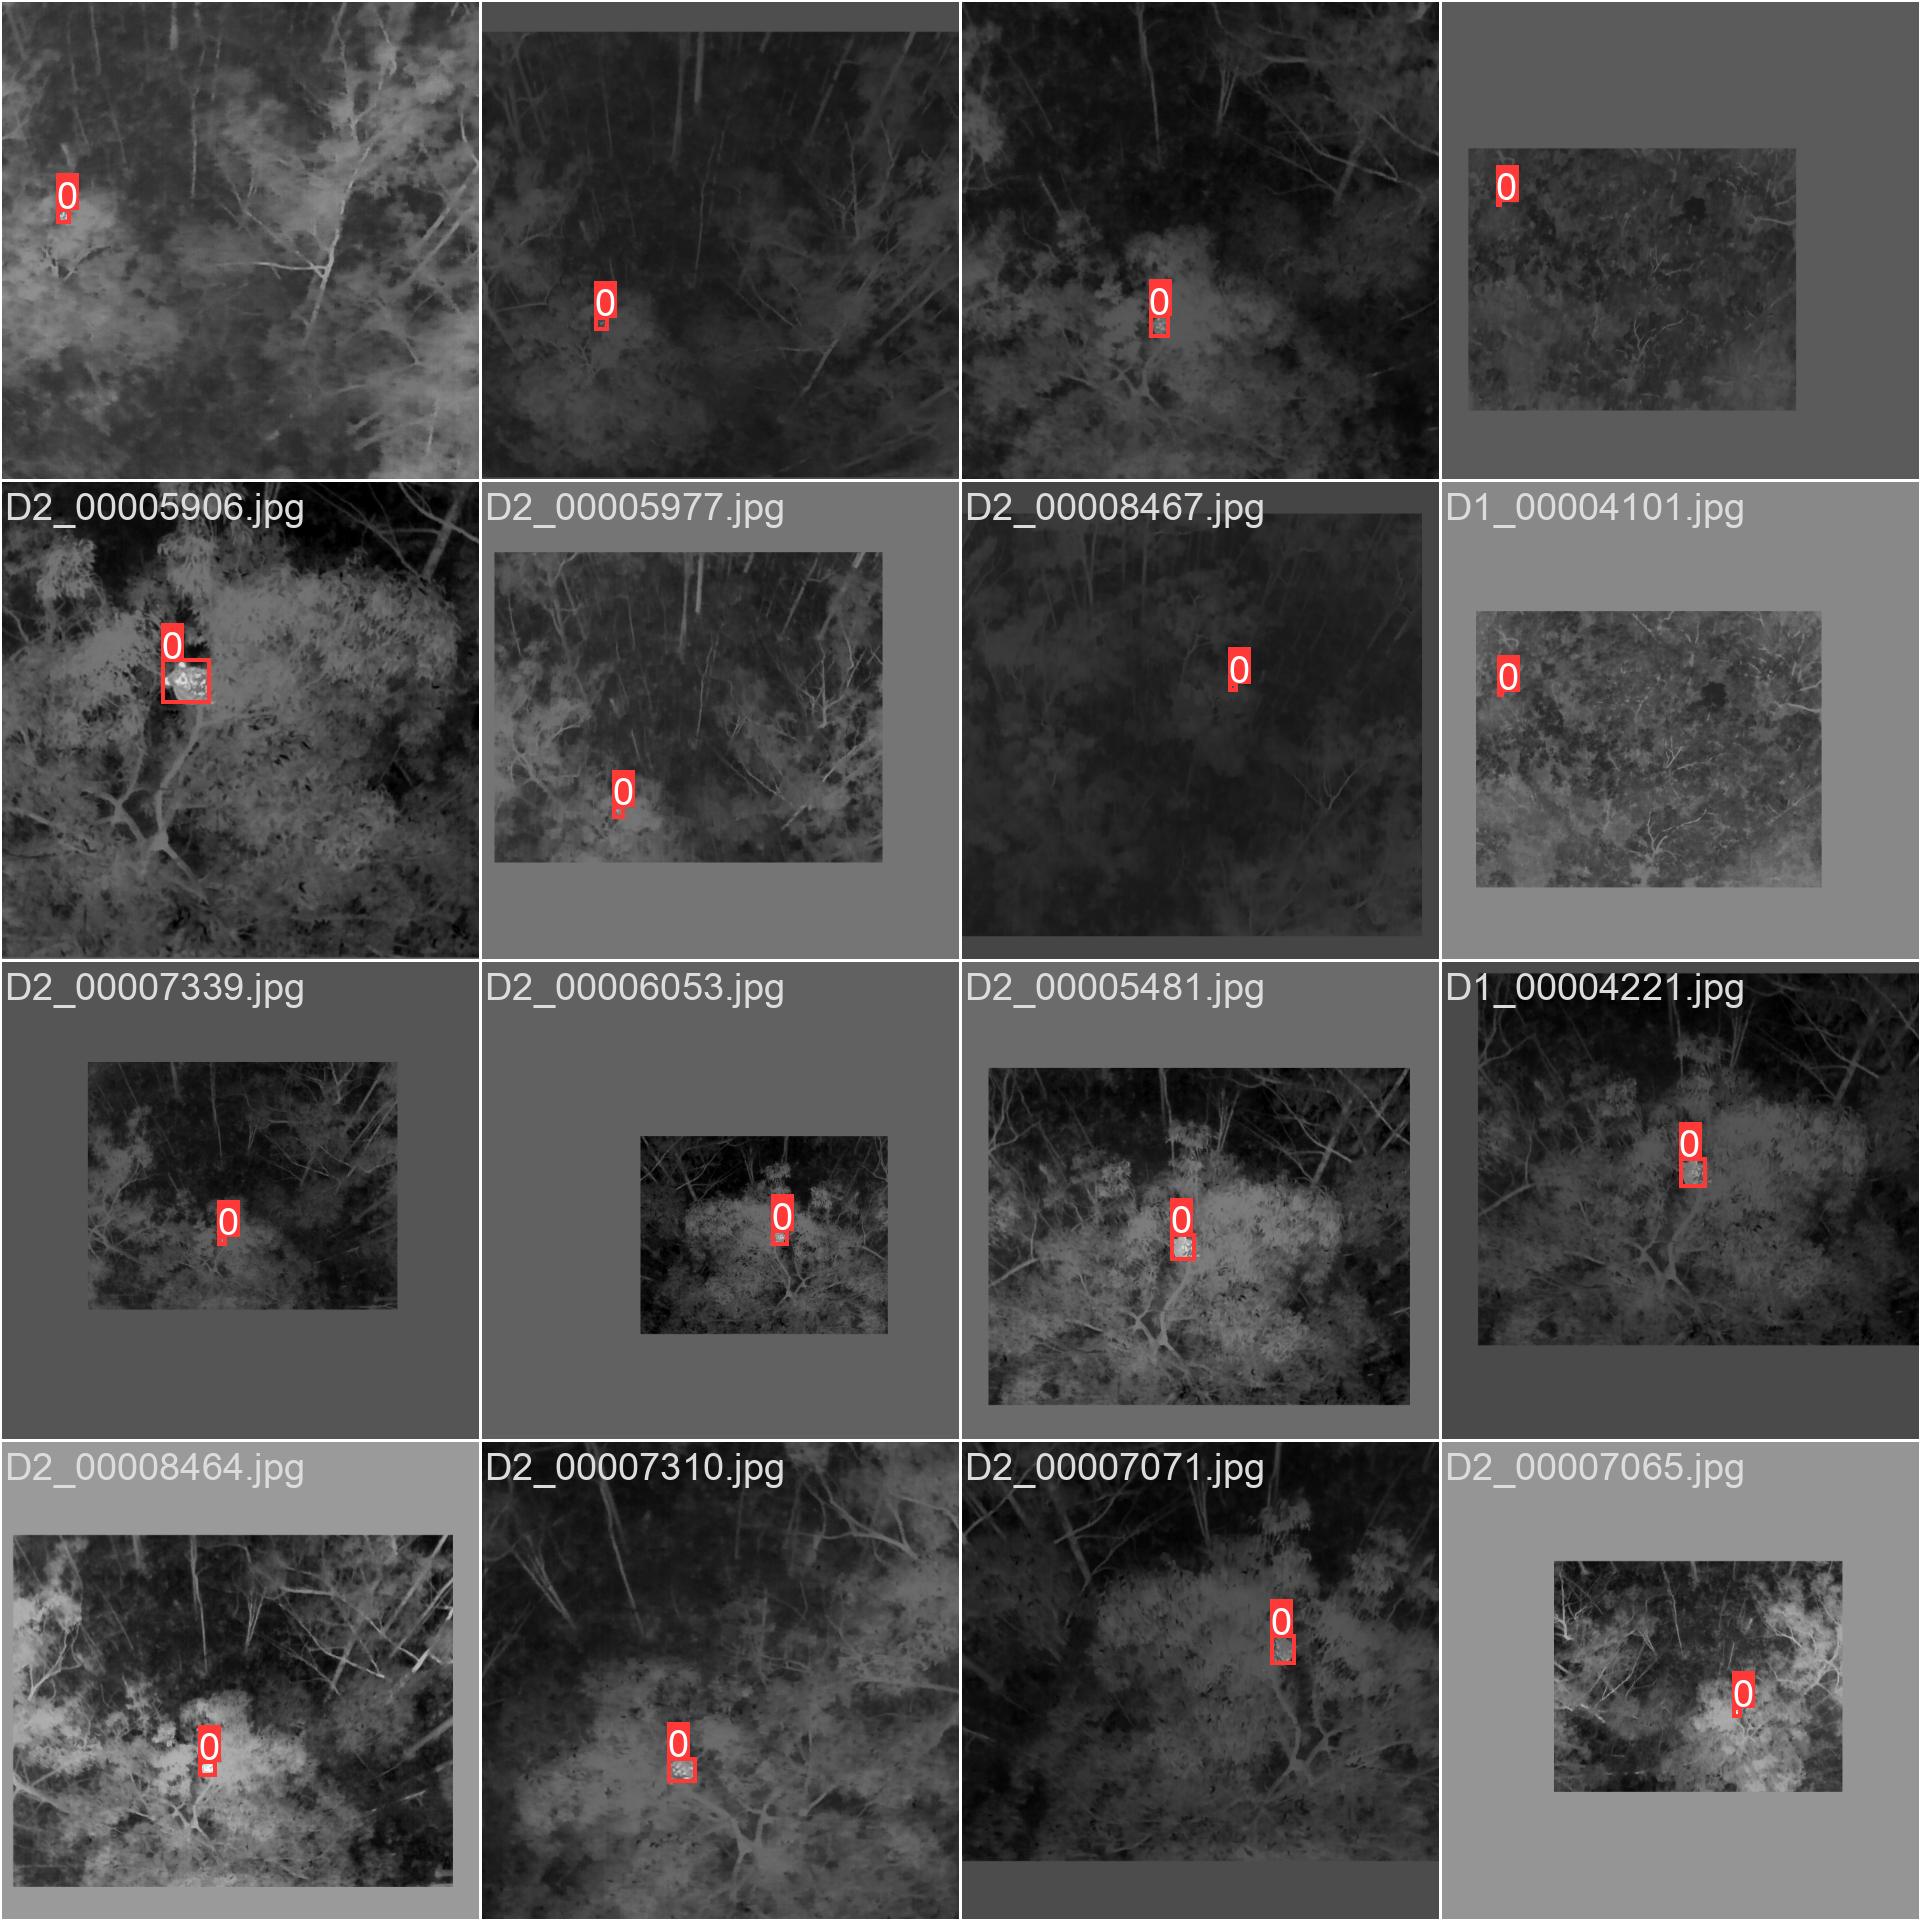 0
0
0
0
D2_00005906.jpg
D2_00005977.jpg
D2_00008467.jpg
D1_00004101.jpg
0
0
0
0
D2_00007339.jpg
D2_00006053.jpg
D2_00005481.jpg
D1_00004221.jpg
0
0
0
0
D2_00008464.jpg
D2_00007310.jpg
D2_00007071.jpg
D2_00007065.jpg
0
0
0
0